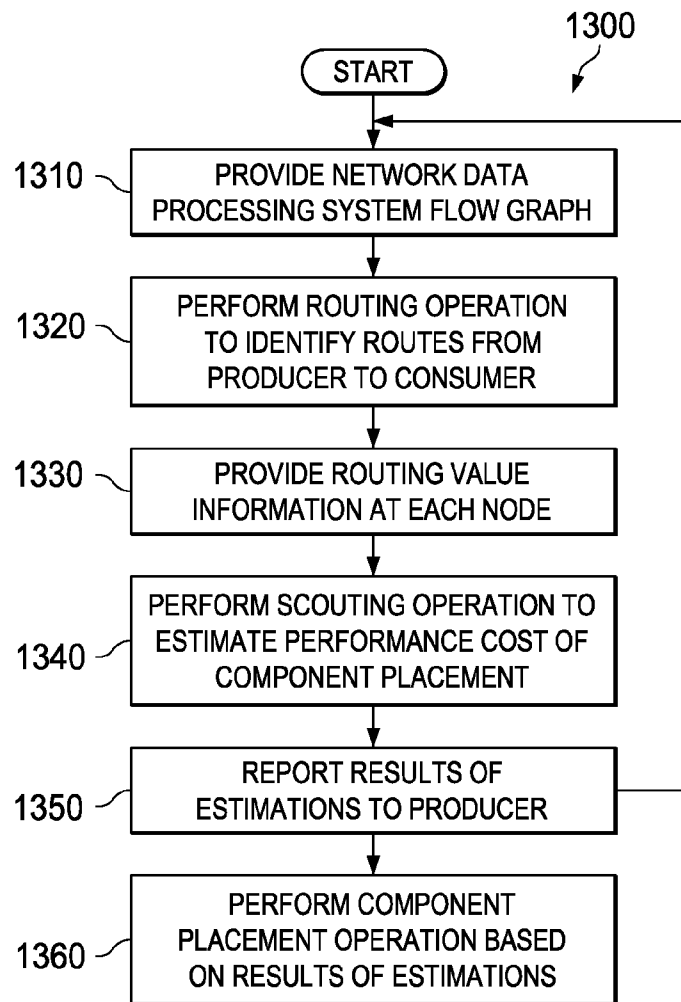 1300
START
1310
PROVIDE NETWORK DATA
PROCESSING SYSTEM FLOW GRAPH
1320
PERFORM ROUTING OPERATION
TO IDENTIFY ROUTES FROM
PRODUCER TO CONSUMER
1330
PROVIDE ROUTING VALUE
INFORMATION AT EACH NODE
1340
PERFORM SCOUTING OPERATION TO
ESTIMATE PERFORMANCE COST OF
COMPONENT PLACEMENT
1350
REPORT RESULTS OF
ESTIMATIONS TO PRODUCER
1360
PERFORM COMPONENT
PLACEMENT OPERATION BASED
ON RESULTS OF ESTIMATIONS